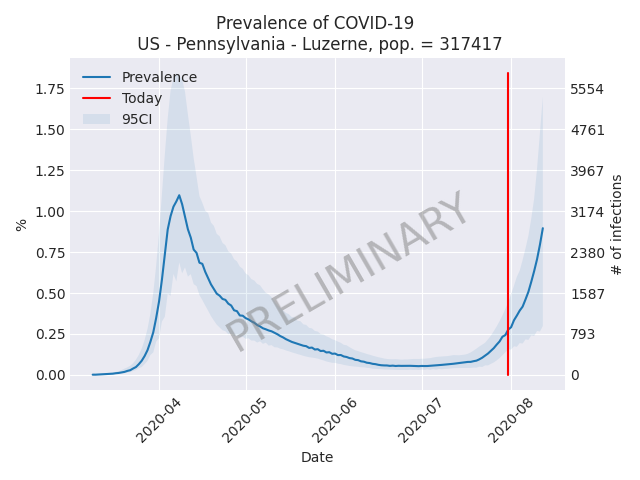 Prevalence of COVID-19
US - Pennsylvania - Luzerne, pop. = 317417
Prevalence
Today
95CI
1.75
1.50
1.25
1.00
0.75
0.50
0.25
0.00
%
5554
4761
3967
3174
2380
1587
793
0
# of infections
PRELIMINARY
2020-04
2020-05
2020-06
2020-07
2020-08
Date